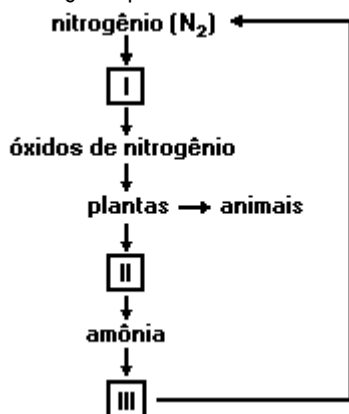 nitrogênio (N₂)
I
óxidos de nitrogênio
plantas → animais
II
amônia
III